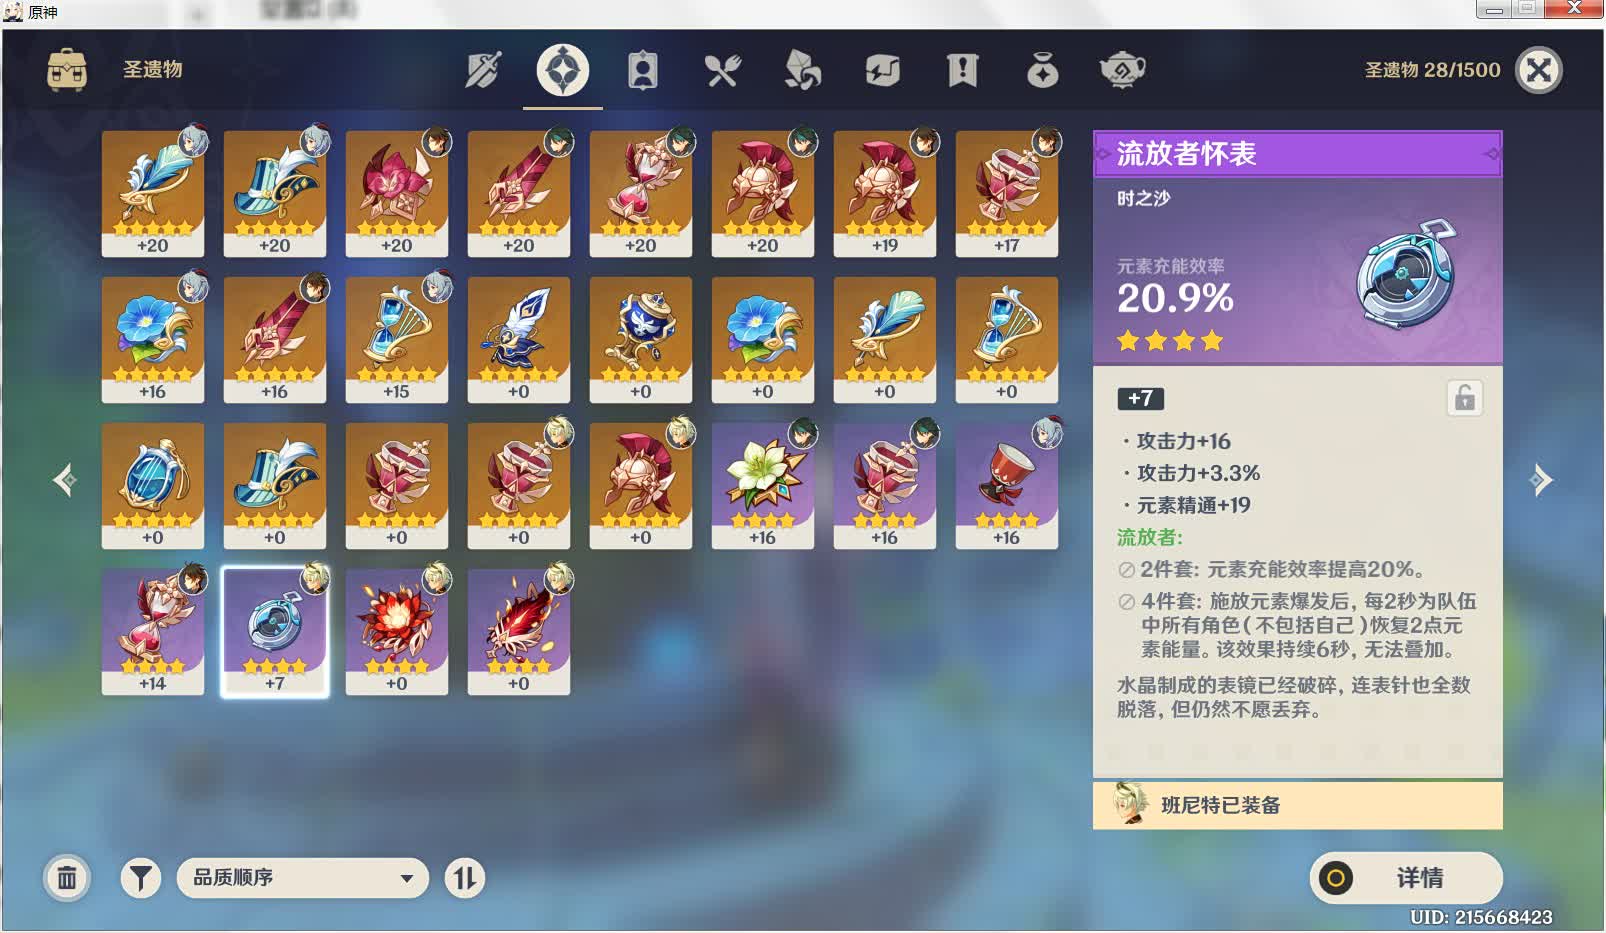 原神
圣遗物
圣遗物 28/1500
+20
+20
+20
+20
+20
+20
+19
+17
+16
+16
+15
+0
+0
+0
+0
+0
+0
+0
+0
+0
+0
+16
+16
+16
+14
+7
+0
+0
流放者怀表
时之沙
元素充能效率
20.9%
+7
·攻击力+16
·攻击力+3.3%
·元素精通+19
流放者:
2件套: 元素充能效率提高20%。
4件套: 施放元素爆发后, 每2秒为队伍
中所有角色(不包括自己)恢复2点元
素能量。该效果持续6秒, 无法叠加。
水晶制成的表镜已经破碎, 连表针也全数
脱落, 但仍然不愿丢弃。
班尼特已装备
品质顺序
详情
UID: 215668423